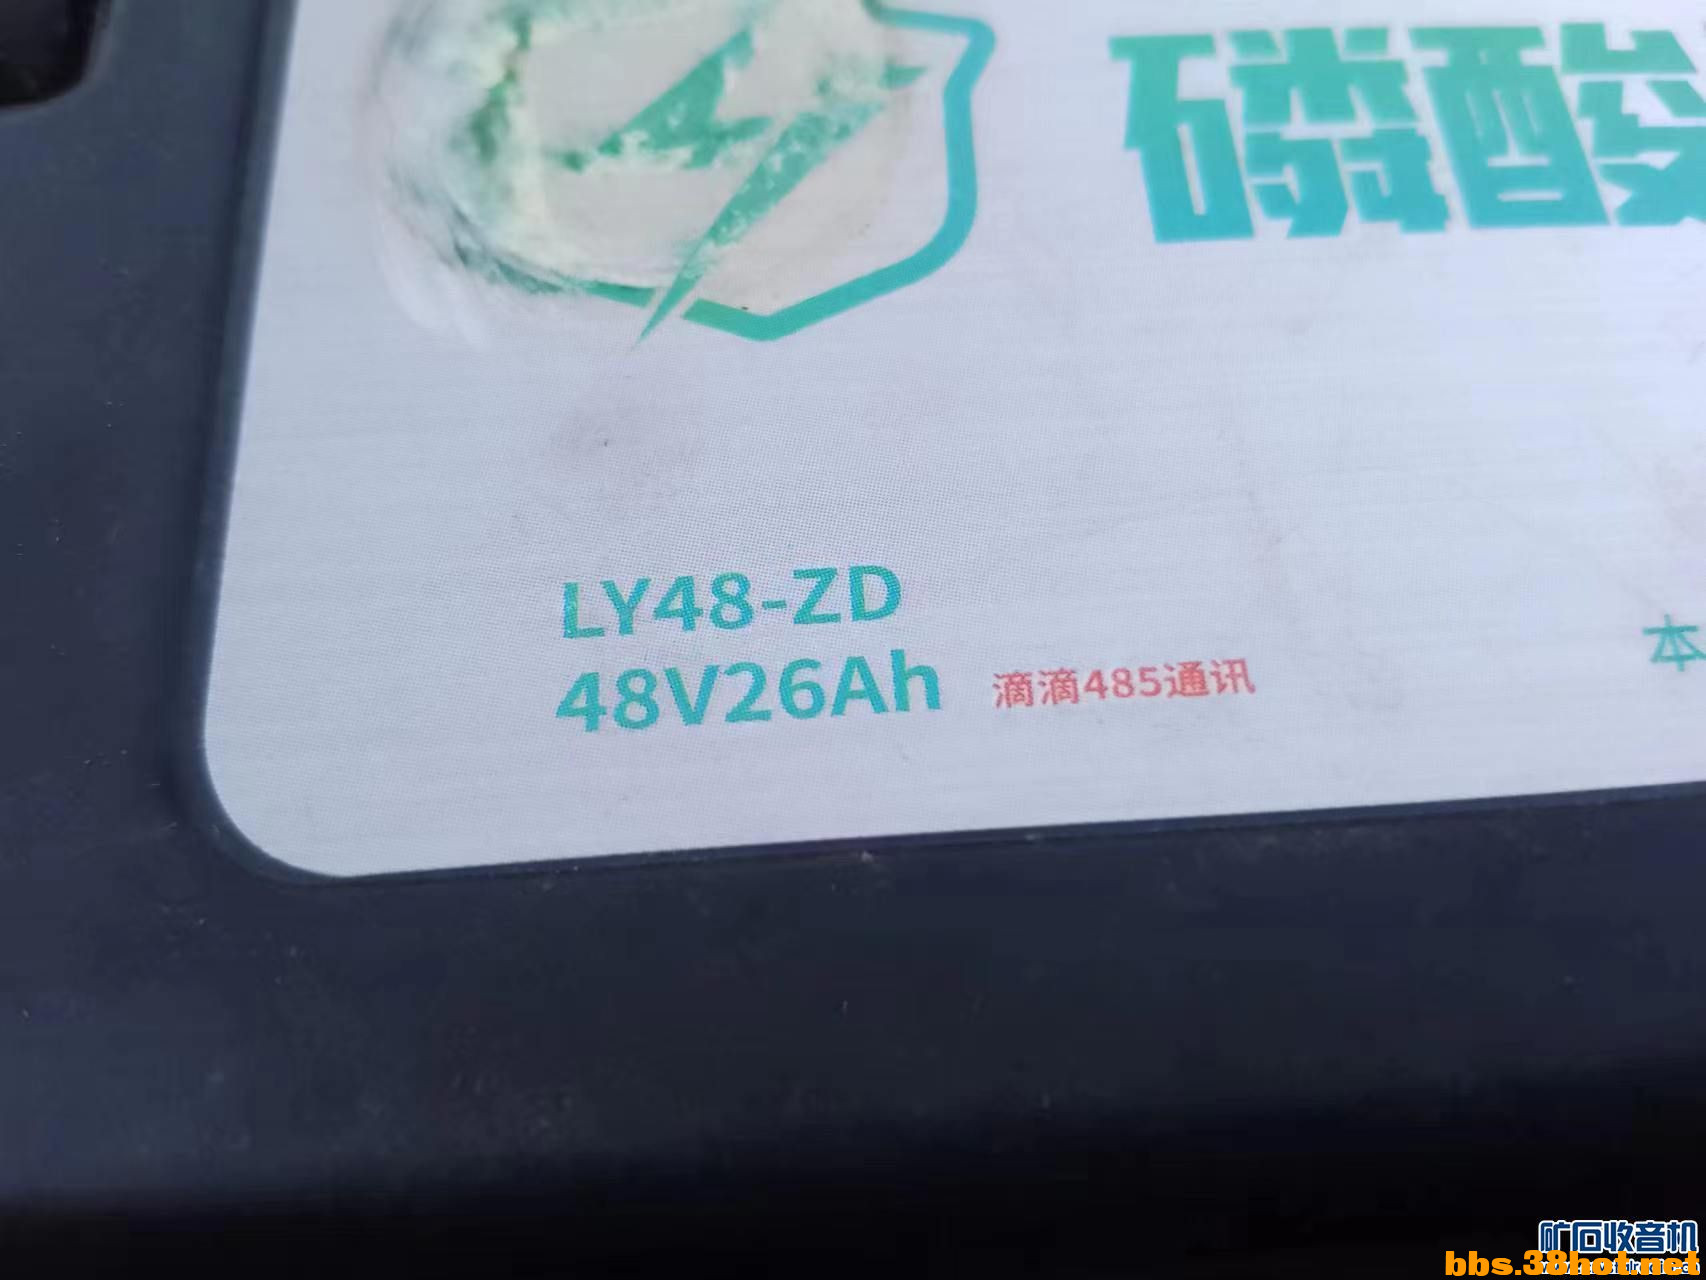 磷酸
LY48-ZD
48V26Ah 滴滴485通讯
本
矿石收音机
bbs.38hot.net